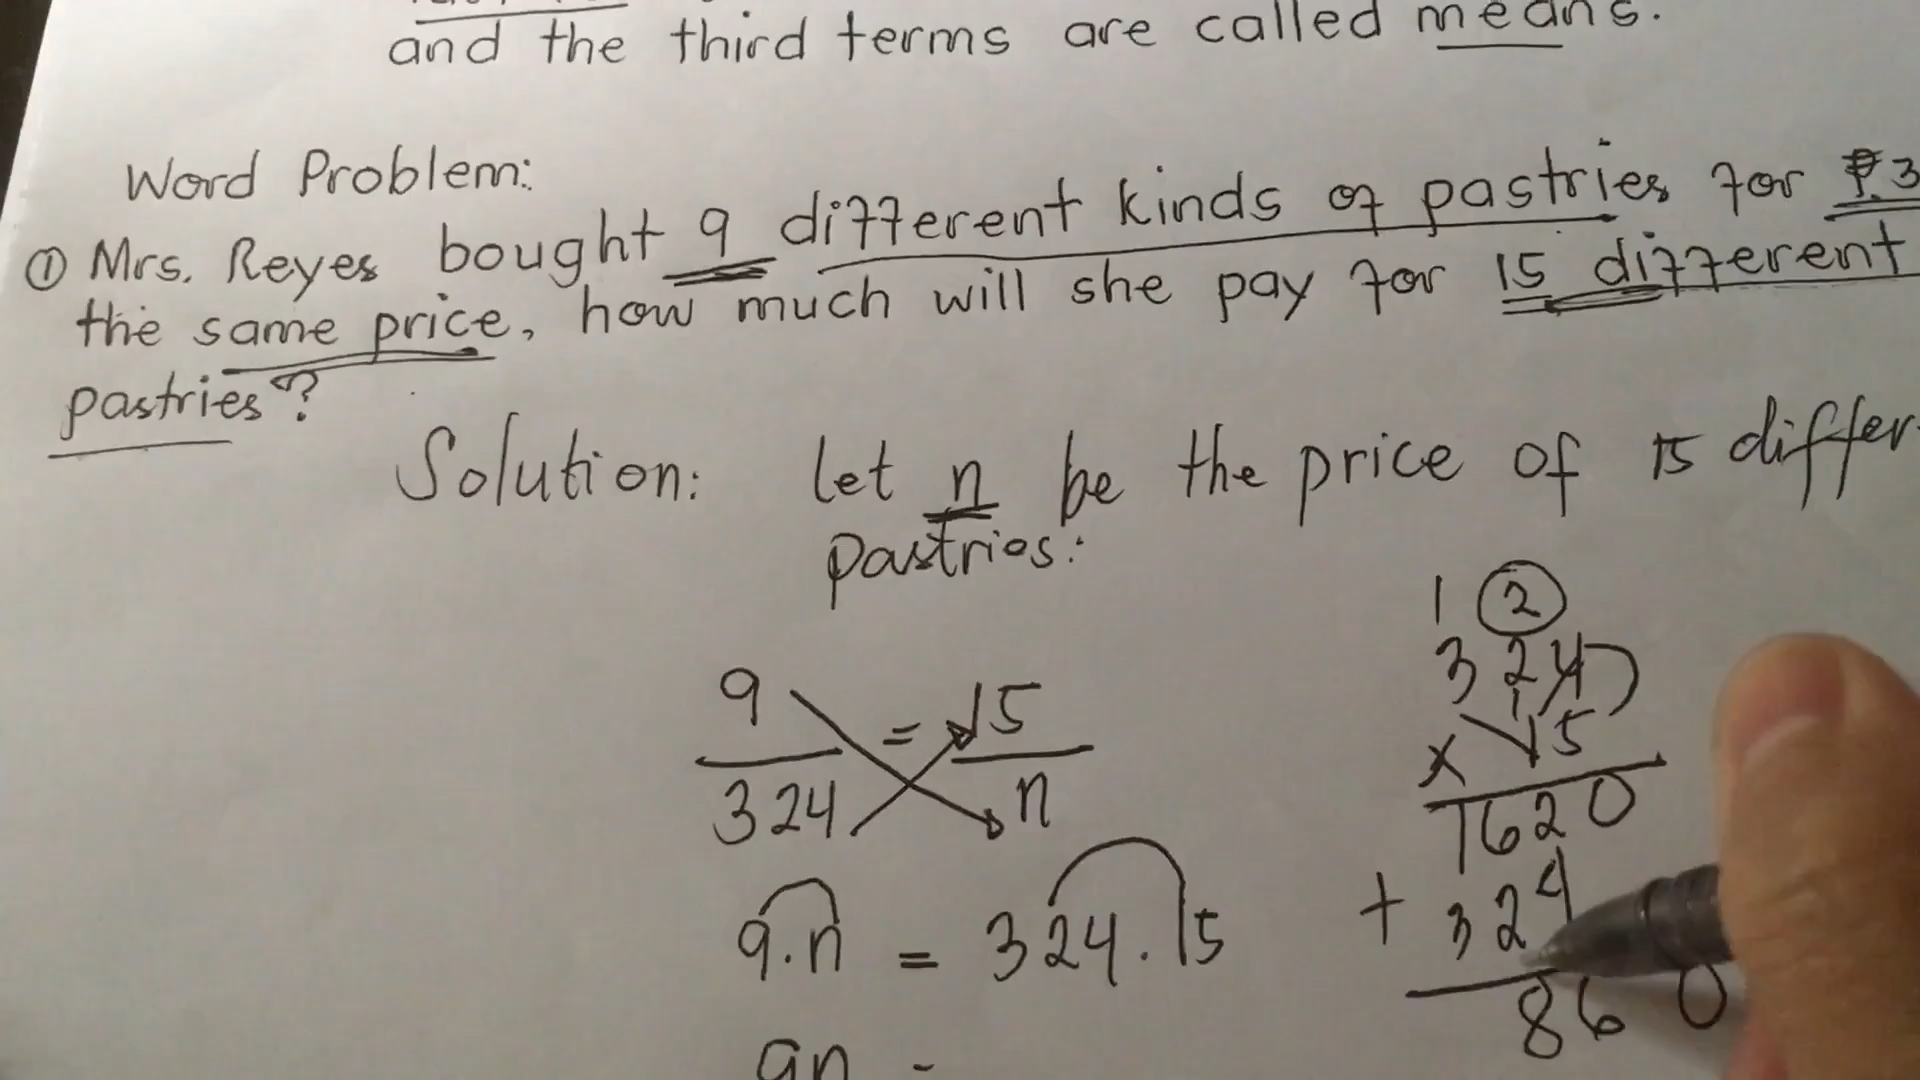 and the third terms are called means.
Word Problem:
① Mrs. Reyes bought 9 different kinds of pastries for ₱3
the same price, how much will she pay for 15 different
pastries?
Solution: let n be the price of 15 differ
pastries:
1 2
324
9 = 15
x 15
324 n
1620
+ 324
9.n = 324.15
860
9n =